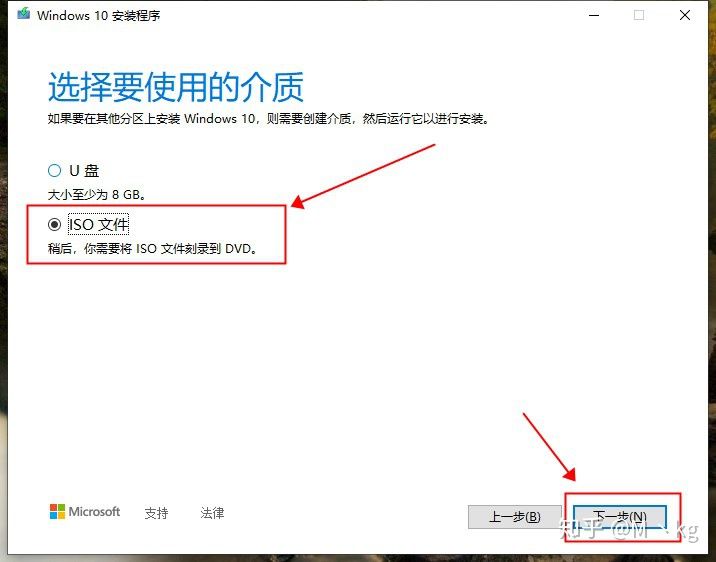 Windows 10 安装程序
选择要使用的介质
如果要在其他分区上安装 Windows 10，则需要创建介质，然后运行它以进行安装。
U 盘
大小至少为 8 GB。
ISO 文件
稍后，你需要将 ISO 文件刻录到 DVD。
Microsoft 支持 法律
上一步(B) 下一步(N)
知乎 @M丶kg